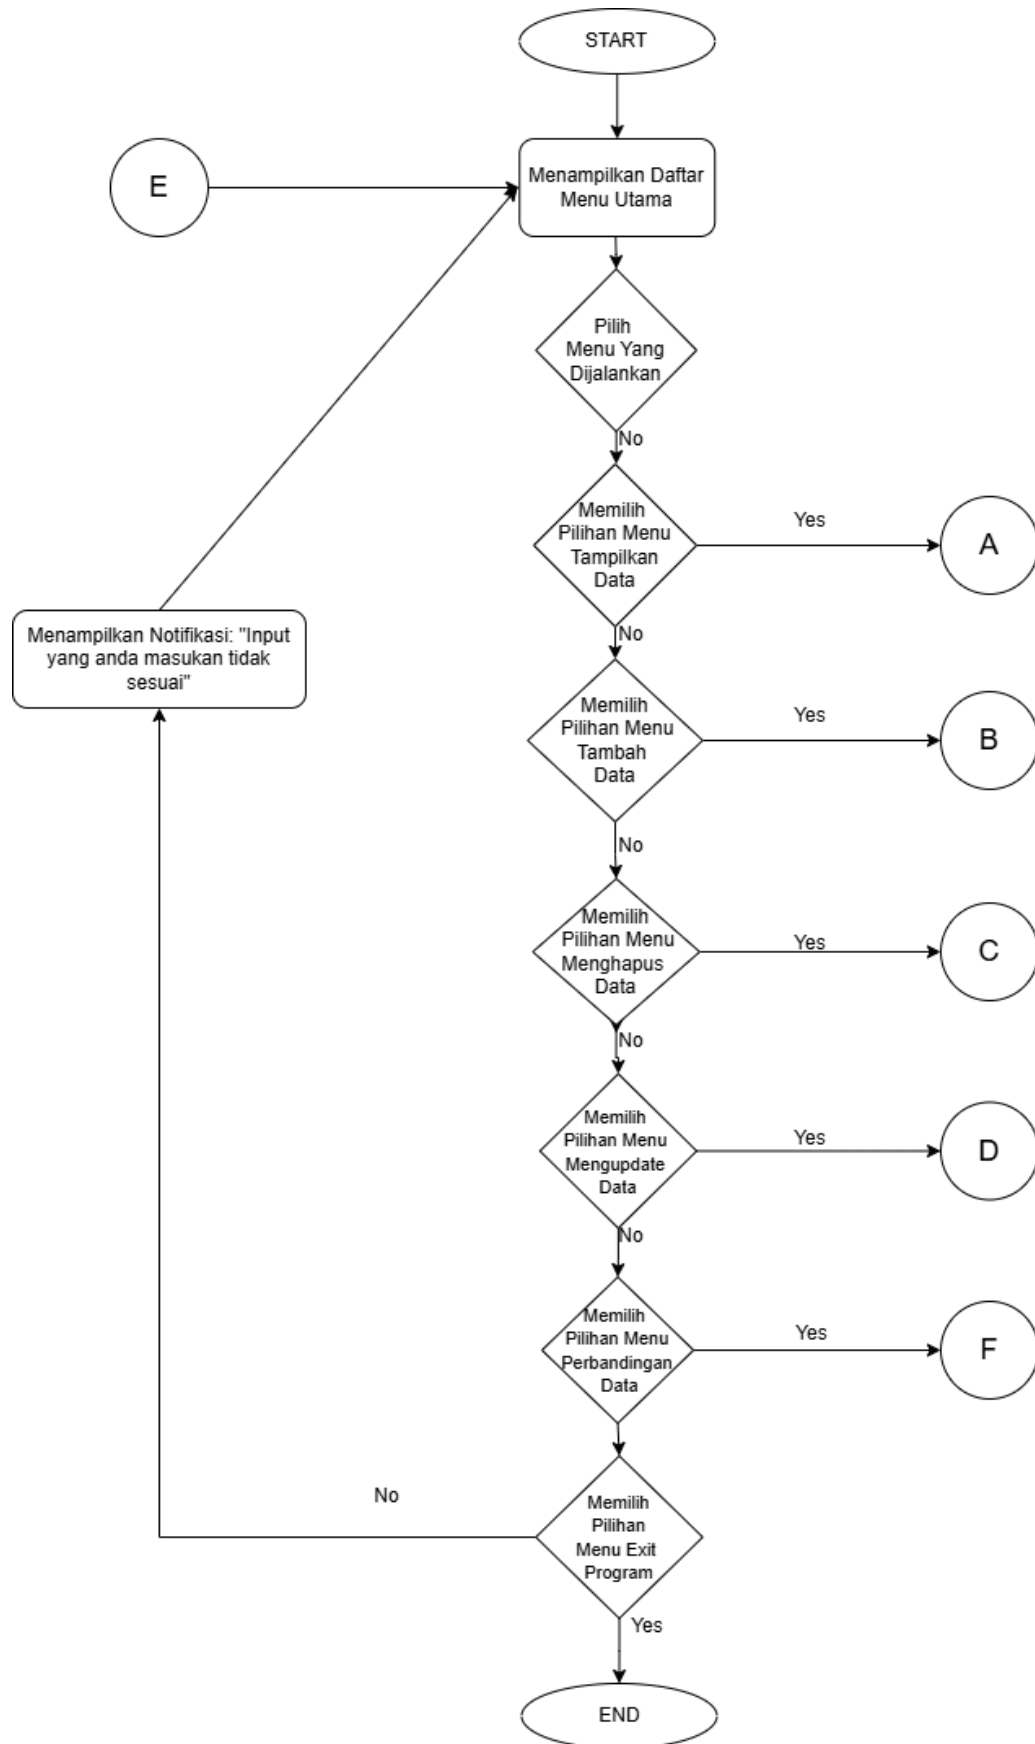 START
E
Menampilkan Daftar
Menu Utama
Pilih
Menu Yang
Dijalankan
No
Memilih
Pilihan Menu
Tampilkan
Data
Yes
A
No
Menampilkan Notifikasi: "Input
yang anda masukan tidak
sesuai"
Memilih
Pilihan Menu
Tambah
Data
Yes
B
No
Memilih
Pilihan Menu
Menghapus
Data
Yes
C
No
Memilih
Pilihan Menu
Mengupdate
Data
Yes
D
No
Memilih
Pilihan Menu
Perbandingan
Data
Yes
F
No
Memilih
Pilihan
Menu Exit
Program
Yes
END